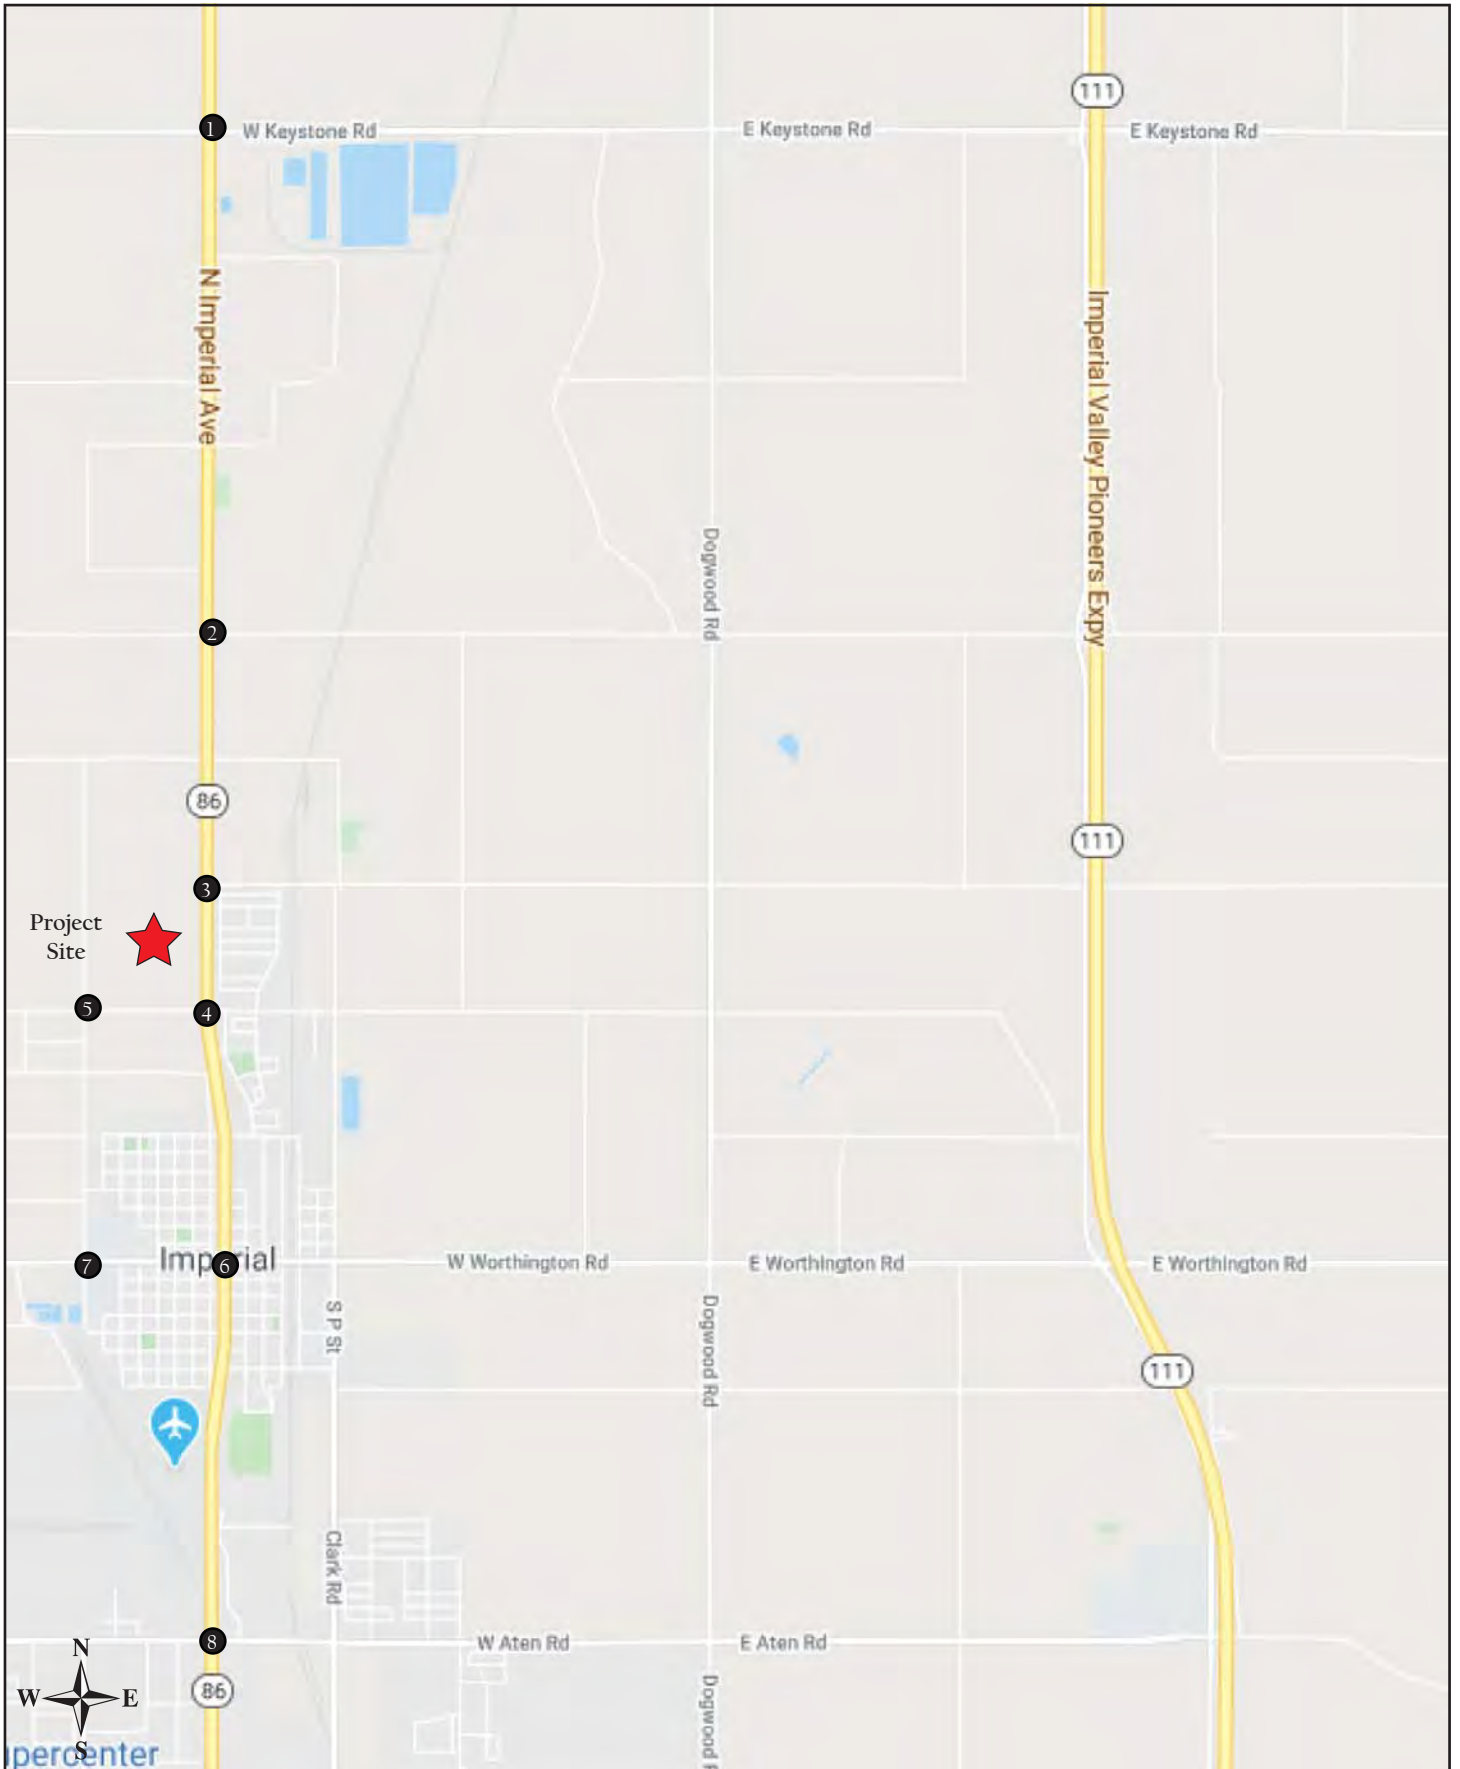 111
1
W Keystone Rd
E Keystone Rd
E Keystone Rd
N Imperial Ave
Imperial Valley Pioneers Expy
Dogwood Rd
2
86
111
3
Project
Site
5
4
Imperial
7
6
W Worthington Rd
E Worthington Rd
E Worthington Rd
S P St
Dogwood Rd
111
Clark Rd
8
W Aten Rd
E Aten Rd
N
W
E
S
86
Dogwood
percenter